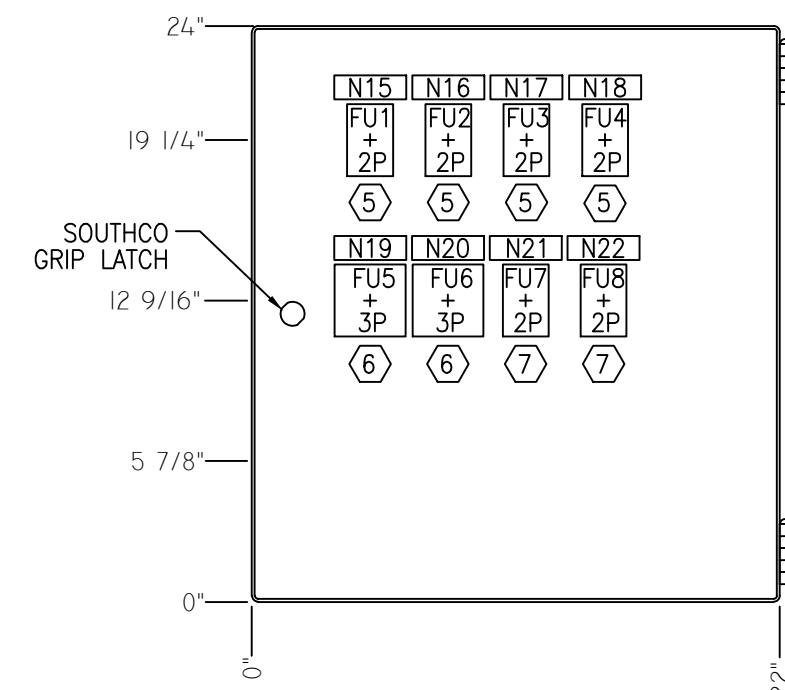 24"
N15 N16 N17 N18
FU1 FU2 FU3 FU4
+ + + +
19 1/4"
2P 2P 2P 2P
5 5 5 5
SOUTHCO
GRIP LATCH
N19 N20 N21 N22
FU5 FU6 FU7 FU8
+ + + +
12 9/16"
3P 3P 2P 2P
6 6 7 7
5 7/8"
0"
0"